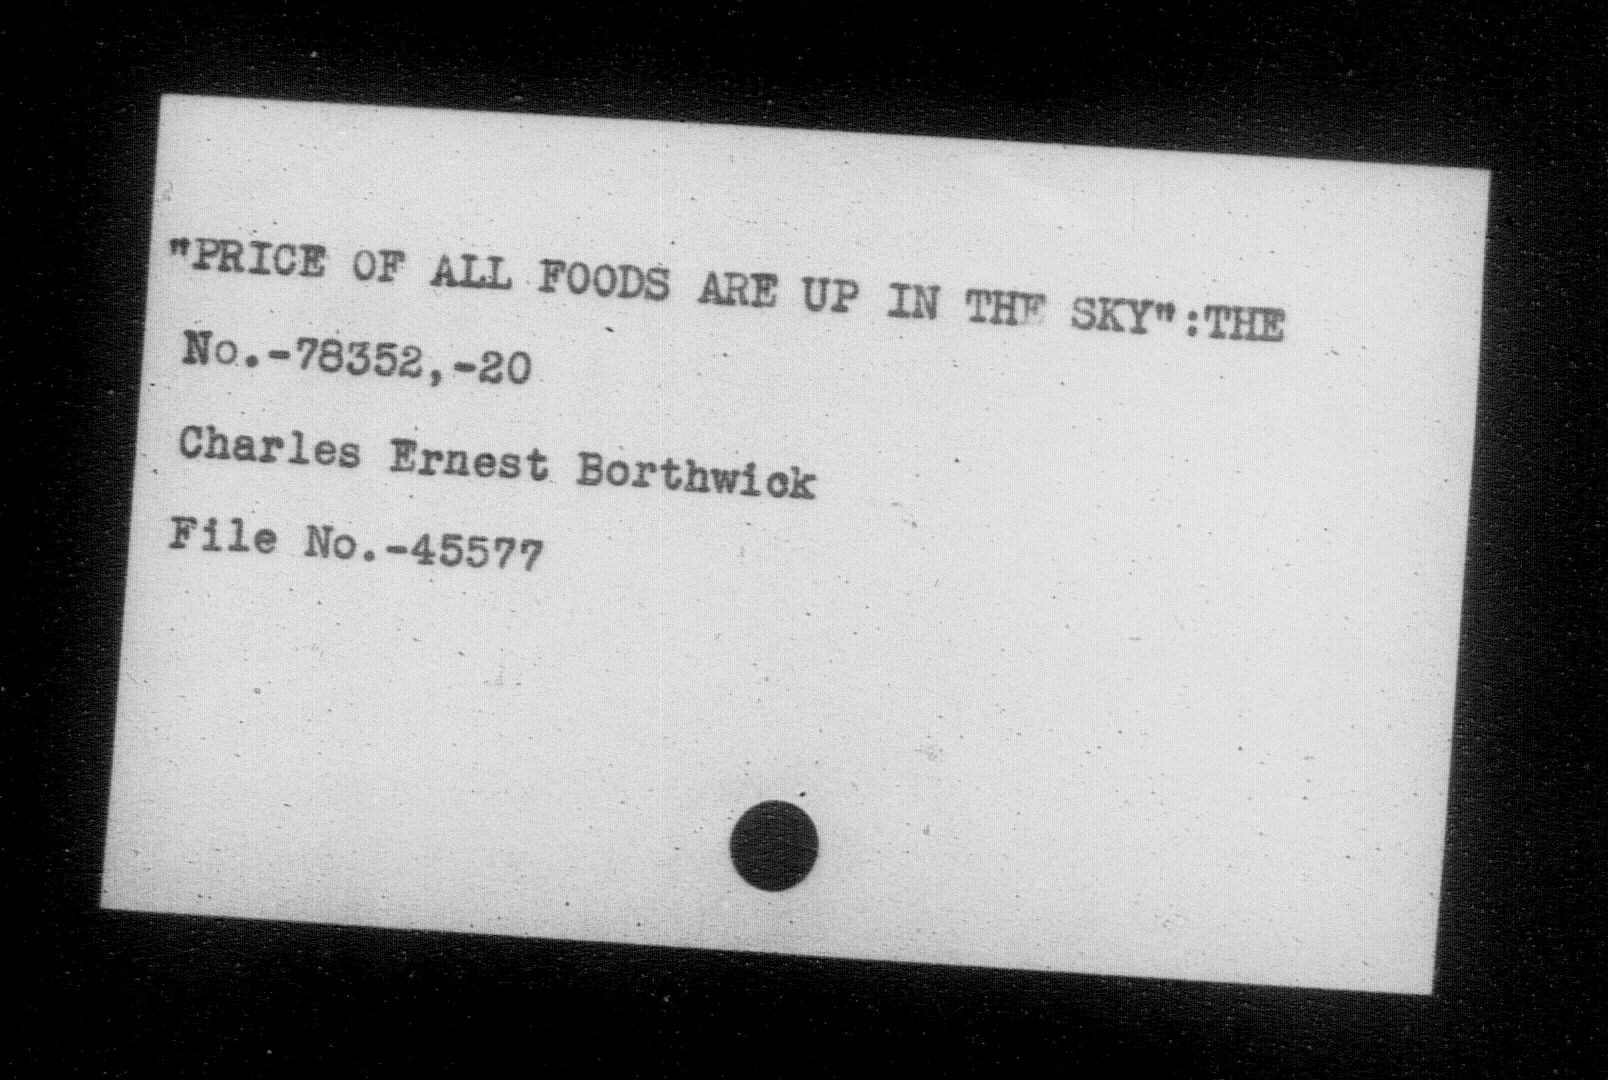 "PRICE OF ALL FOODS ARE UP IN THE SKY":THE
No.-78352,-20
Charles Ernest Borthwick
File No.-45577